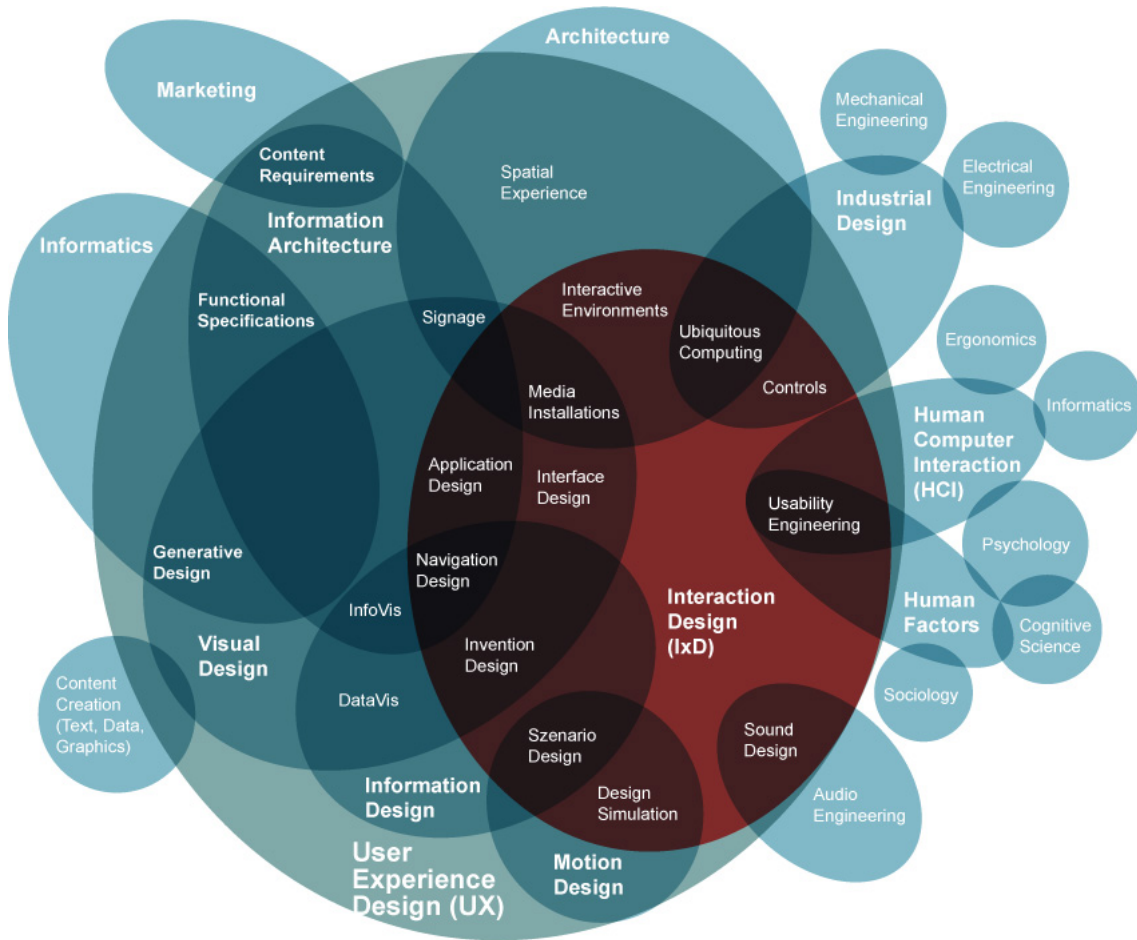 Architecture
Marketing
Mechanical
Engineering
Content
Requirements
Spatial
Experience
Electrical
Engineering
Industrial
Design
Information
Architecture
Informatics
Functional
Specifications
Signage
Interactive
Environments
Ubiquitous
Computing
Ergonomics
Controls
Media
Installations
Informatics
Human
Computer
Interaction
(HCI)
Application
Design
Interface
Design
Usability
Engineering
Psychology
Generative
Design
Navigation
Design
InfoVis
Interaction
Design
(IxD)
Human
Factors
Cognitive
Science
Visual
Design
Invention
Design
Sociology
Content
Creation
(Text, Data,
Graphics)
DataVis
Szenario
Design
Sound
Design
Information
Design
Design
Simulation
Audio
Engineering
User
Experience
Design (UX)
Motion
Design